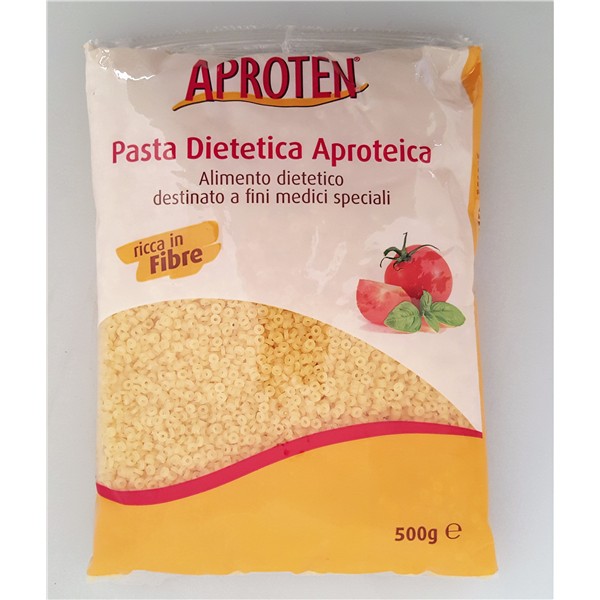 APROTEN®
Pasta Dietetica Aproteica
Alimento dietetico
destinato a fini medici speciali
ricca in
Fibre
500g ℮